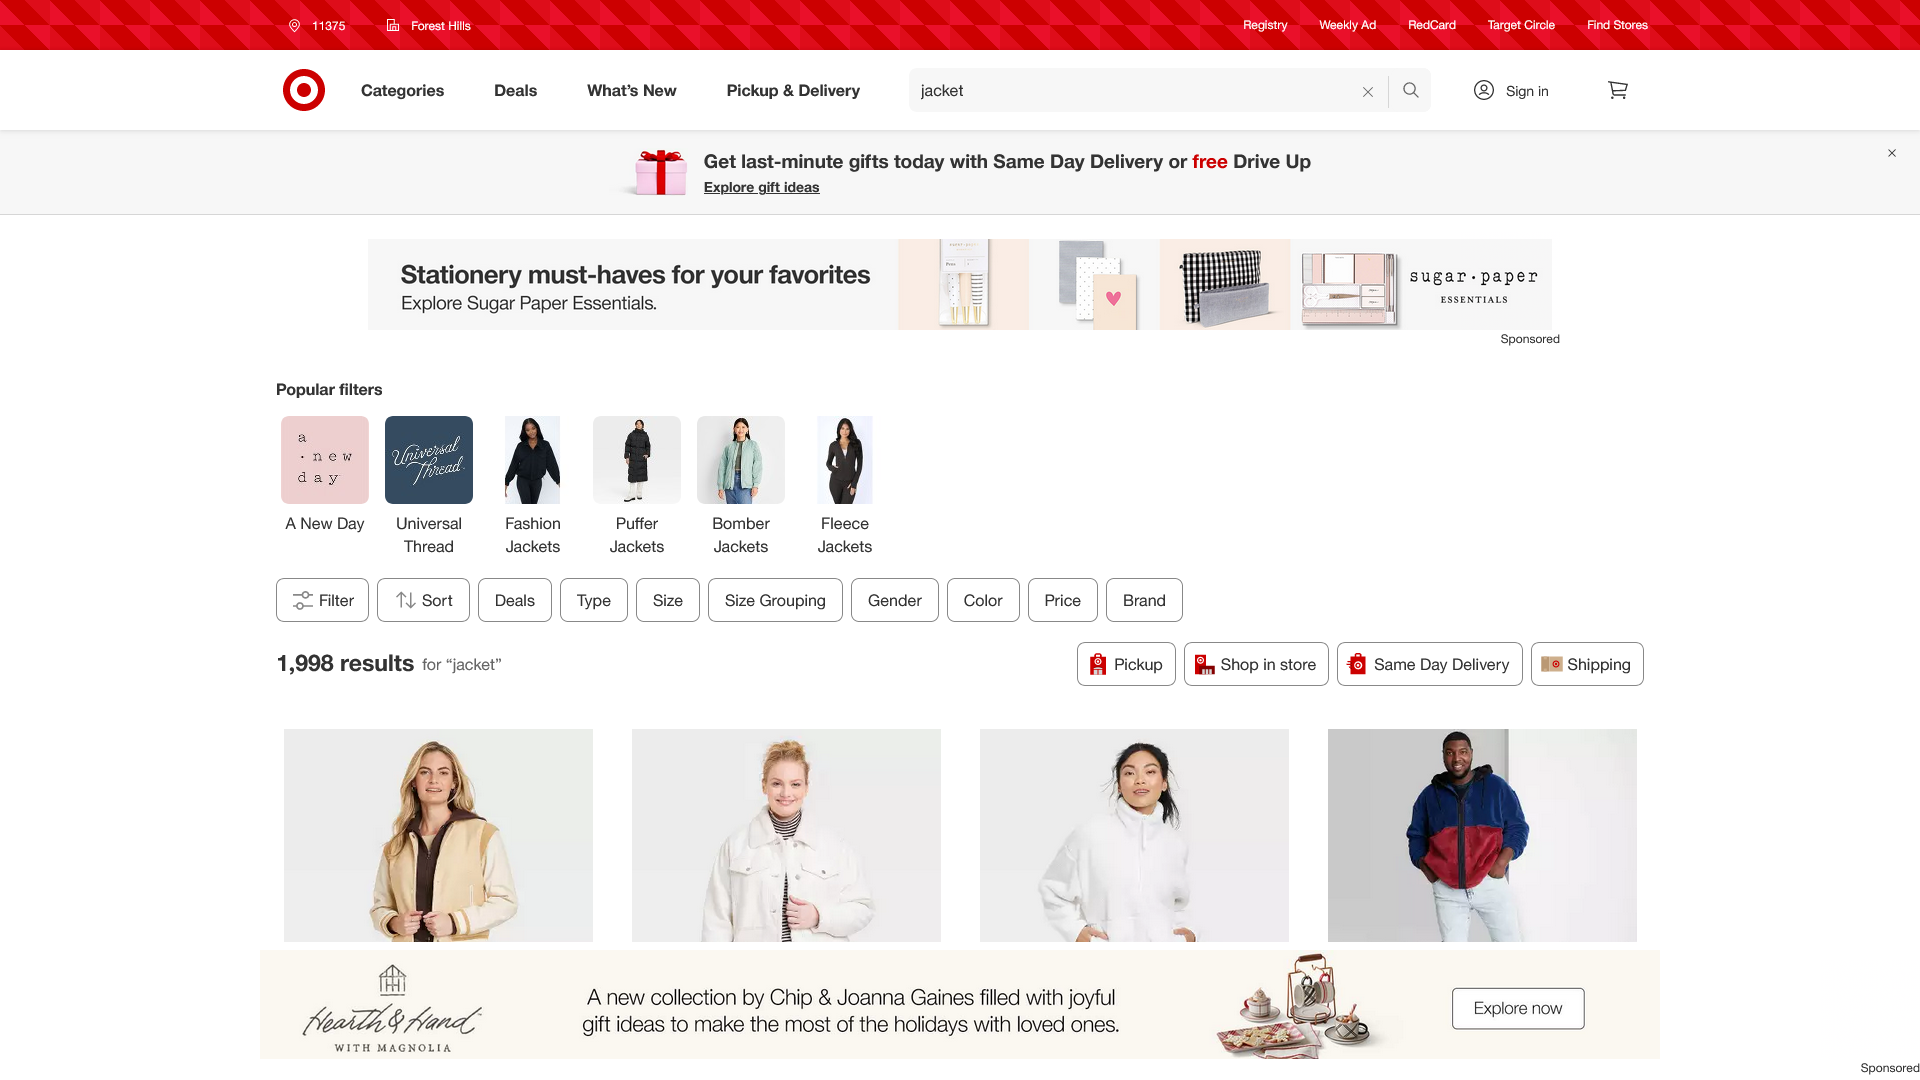 11375
Forest Hills
Registry
Weekly Ad
RedCard
Target Circle
Find Stores
Categories
Deals
What's New
Pickup & Delivery
jacket
Sign in
Get last-minute gifts today with Same Day Delivery or free Drive Up
Explore gift ideas
Stationery must-haves for your favorites
Explore Sugar Paper Essentials.
sugar·paper
ESSENTIALS
Sponsored
Popular filters
a
·new
day
Universal
Thread
A New Day
Universal
Thread
Fashion
Jackets
Puffer
Jackets
Bomber
Jackets
Fleece
Jackets
Filter
Sort
Deals
Type
Size
Size Grouping
Gender
Color
Price
Brand
1,998 results for “jacket”
Pickup
Shop in store
Same Day Delivery
Shipping
Hearth & Hand
WITH MAGNOLIA
A new collection by Chip & Joanna Gaines filled with joyful
gift ideas to make the most of the holidays with loved ones.
Explore now
Sponsored